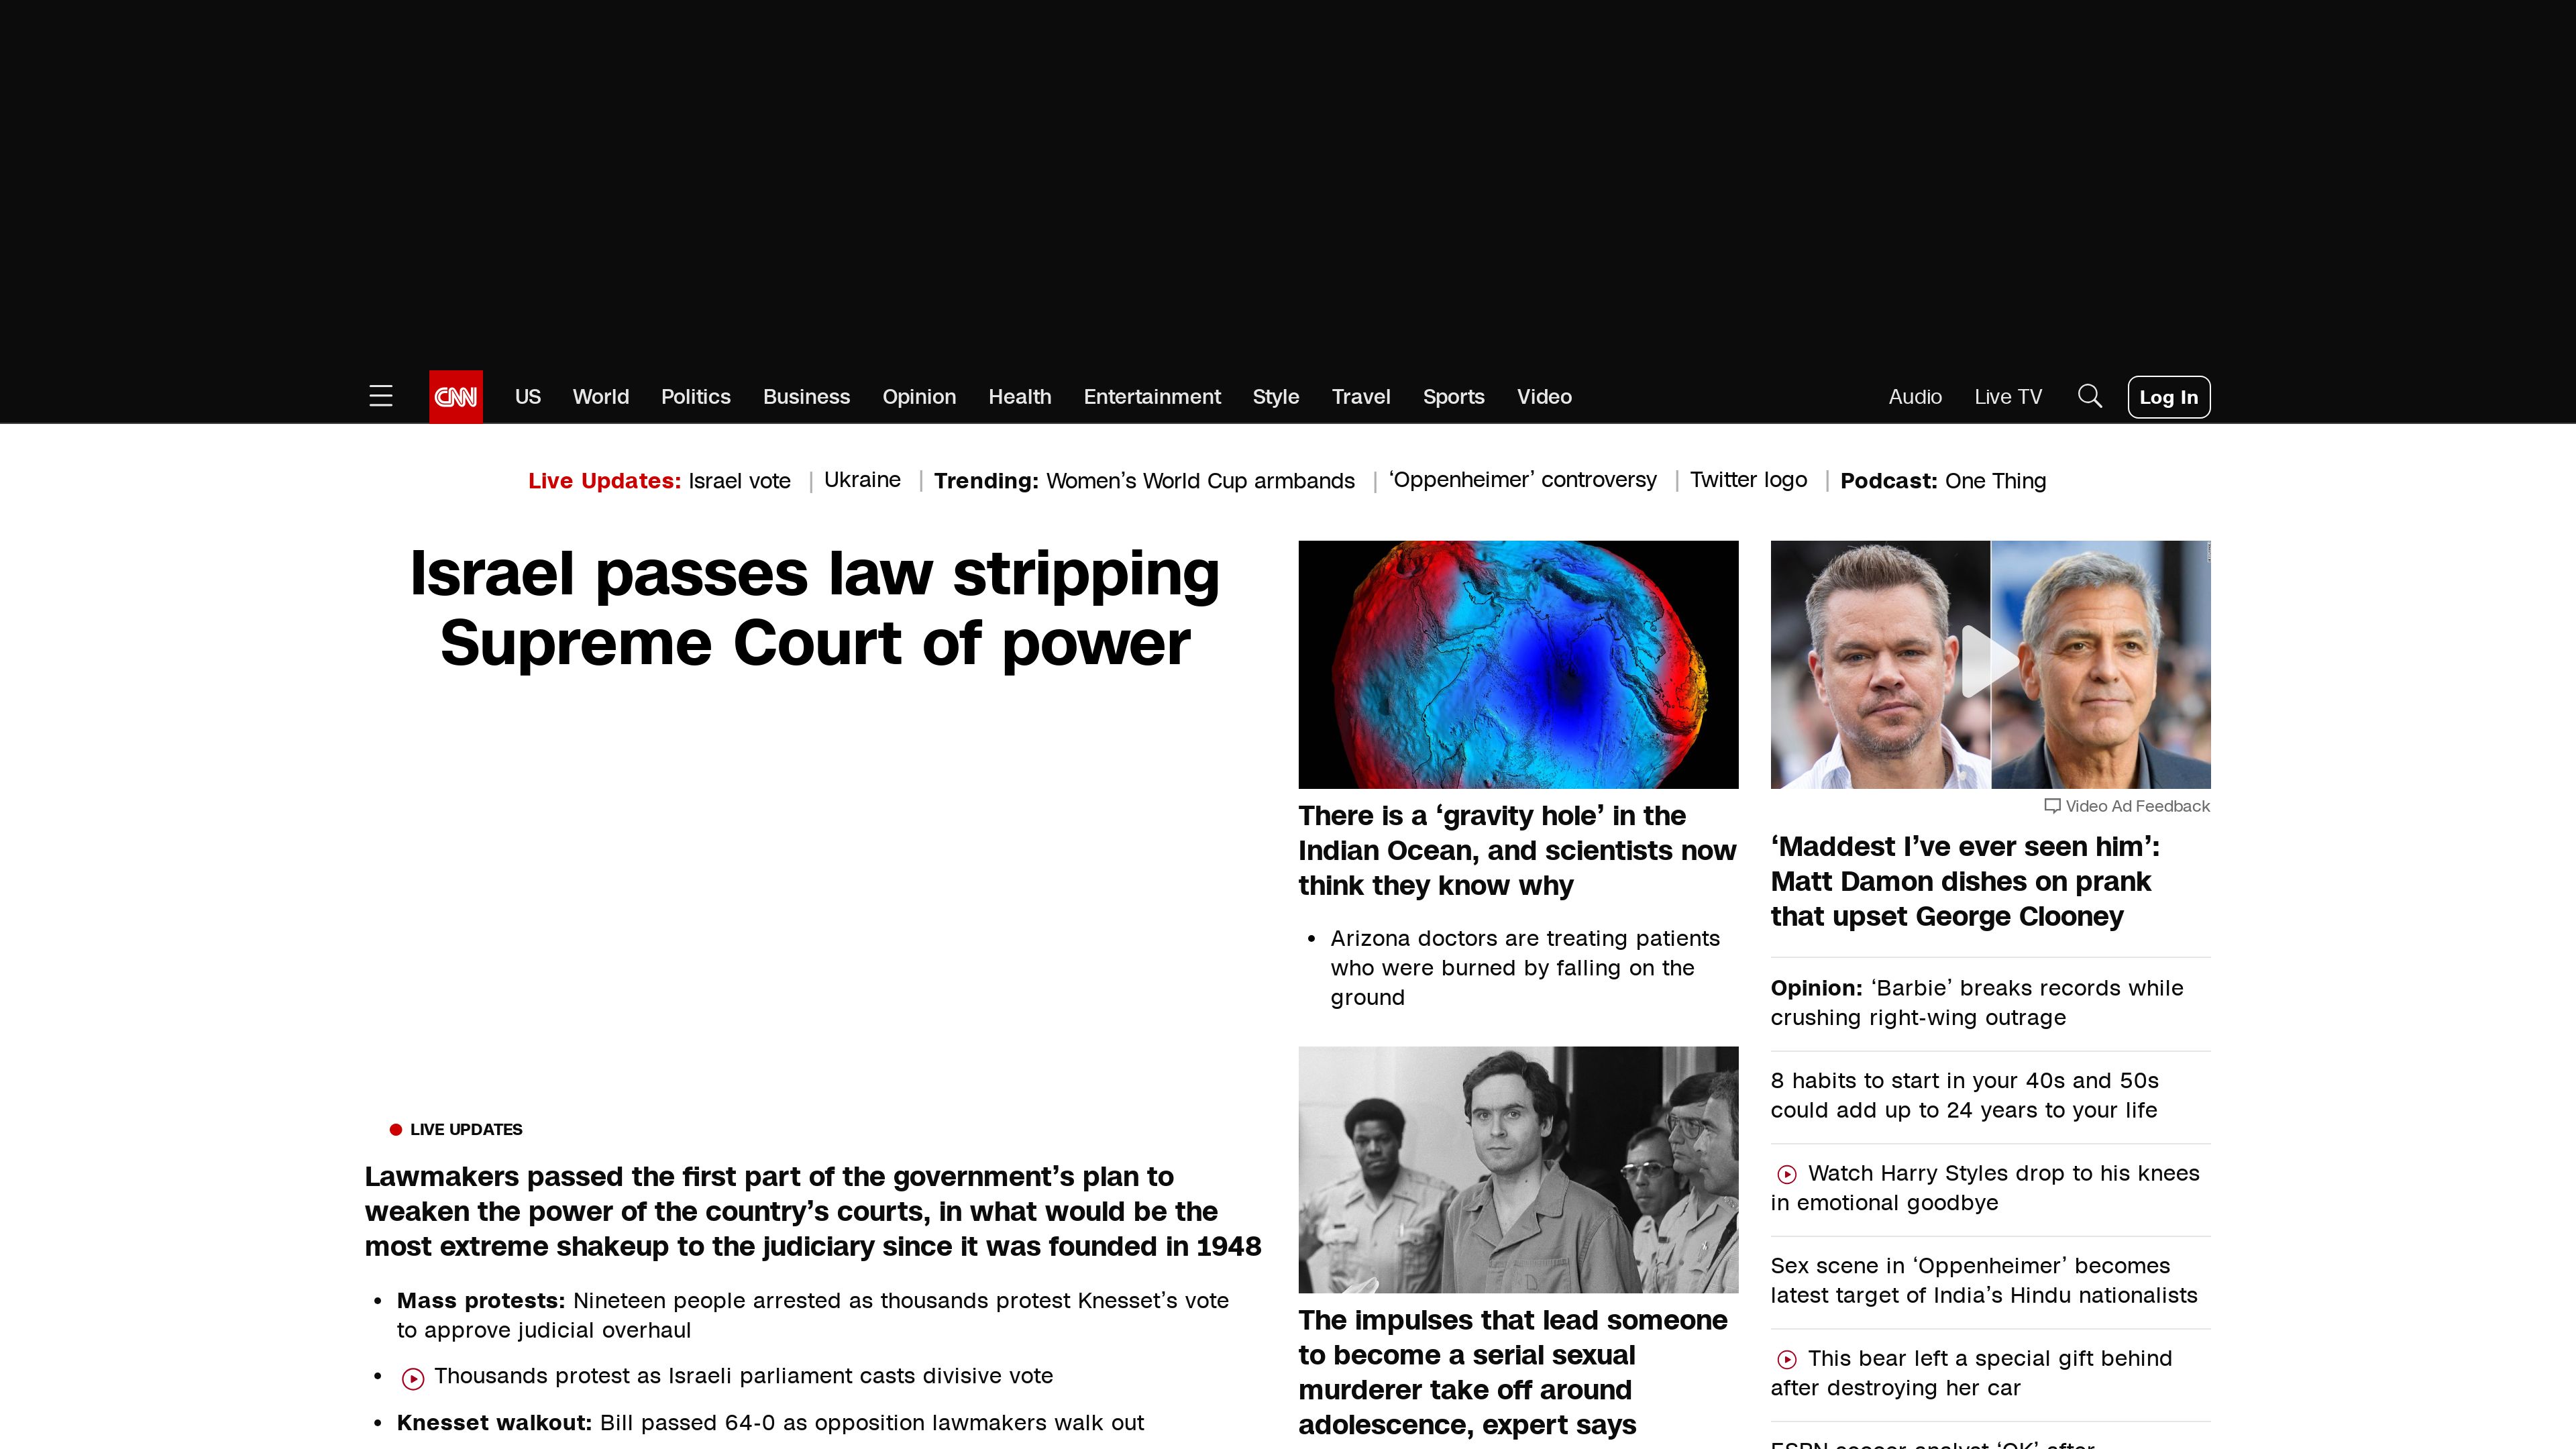 CNN
US World Politics Business Opinion Health Entertainment Style Travel Sports Video
Audio Live TV Log In
Live Updates: Israel vote | Ukraine | Trending: Women’s World Cup armbands | ‘Oppenheimer’ controversy | Twitter logo | Podcast: One Thing
Israel passes law stripping
Supreme Court of power
LIVE UPDATES
Lawmakers passed the first part of the government’s plan to
weaken the power of the country’s courts, in what would be the
most extreme shakeup to the judiciary since it was founded in 1948
• Mass protests: Nineteen people arrested as thousands protest Knesset’s vote
to approve judicial overhaul
• Thousands protest as Israeli parliament casts divisive vote
• Knesset walkout: Bill passed 64-0 as opposition lawmakers walk out
There is a ‘gravity hole’ in the
Indian Ocean, and scientists now
think they know why
• Arizona doctors are treating patients
who were burned by falling on the
ground
The impulses that lead someone
to become a serial sexual
murderer take off around
adolescence, expert says
Video Ad Feedback
‘Maddest I’ve ever seen him’:
Matt Damon dishes on prank
that upset George Clooney
Opinion: ‘Barbie’ breaks records while
crushing right-wing outrage
8 habits to start in your 40s and 50s
could add up to 24 years to your life
Watch Harry Styles drop to his knees
in emotional goodbye
Sex scene in ‘Oppenheimer’ becomes
latest target of India’s Hindu nationalists
This bear left a special gift behind
after destroying her car
ESPN soccer analyst ‘OK’ after